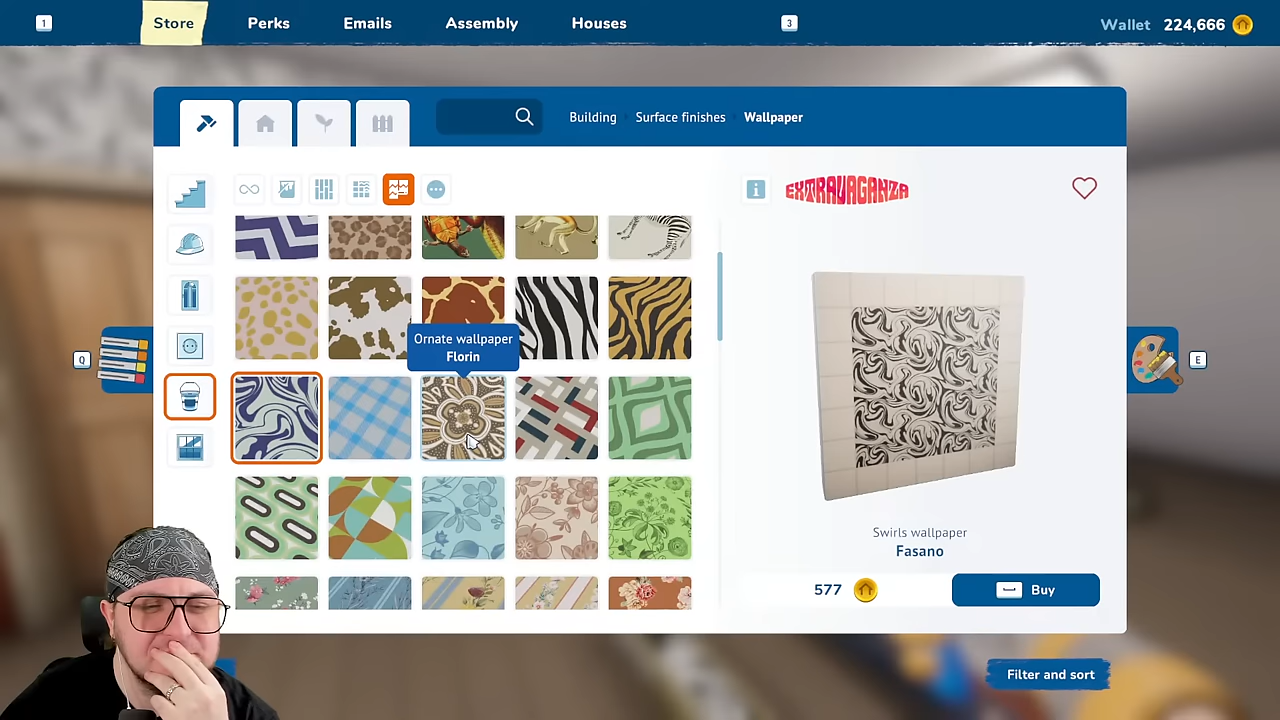 1
Store
Perks
Emails
Assembly
Houses
3
Wallet 224,666
Building
Surface finishes
Wallpaper
EXTRAVAGANZA
Ornate wallpaper
Florin
Q
E
Swirls wallpaper
Fasano
577
Buy
Filter and sort